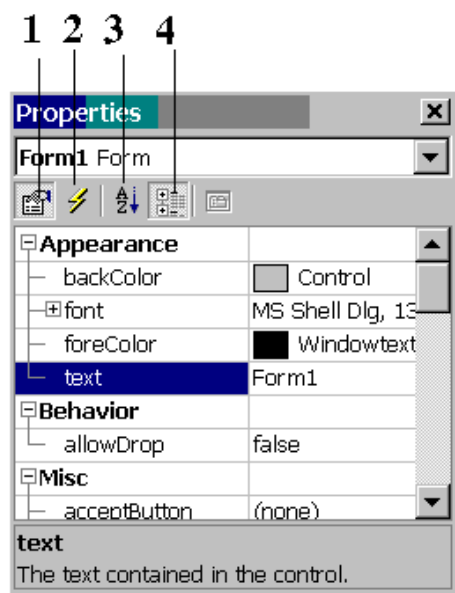 1 2 3 4
Properties
Form1 Form
A Z
Appearance
backColor Control
font MS Shell Dlg, 13
foreColor Windowtext
text Form1
Behavior
allowDrop false
Misc
acceptButton (none)
text
The text contained in the control.